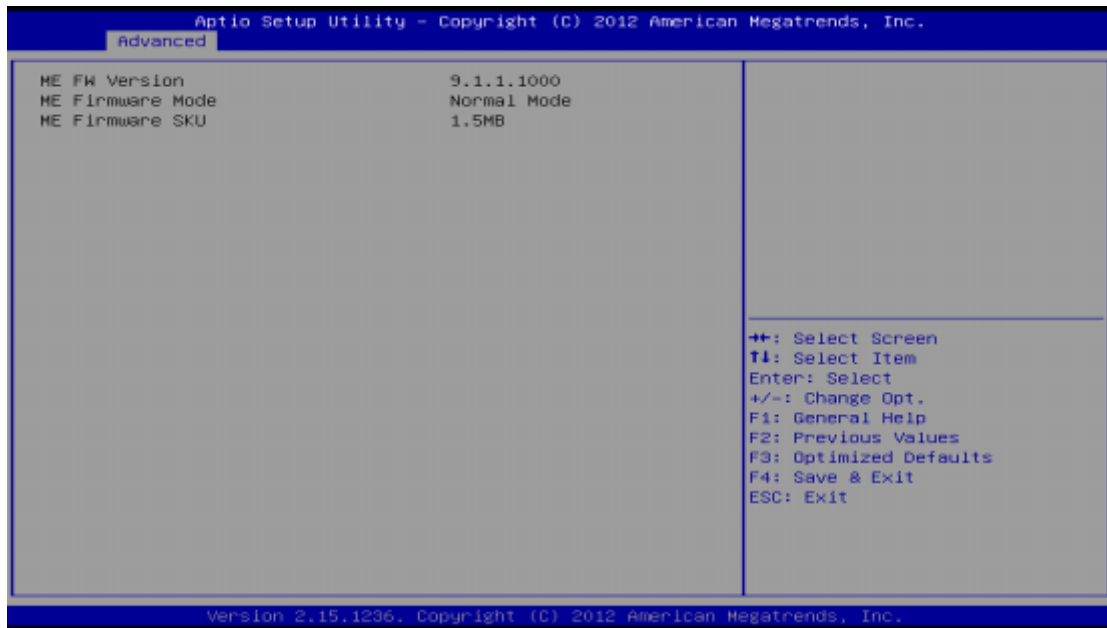 Aptio Setup Utility – Copyright (C) 2012 American Megatrends, Inc.
Advanced
ME FW Version 9.1.1.1000
ME Firmware Mode Normal Mode
ME Firmware SKU 1.5MB
→←: Select Screen
↑↓: Select Item
Enter: Select
+/-: Change Opt.
F1: General Help
F2: Previous Values
F3: Optimized Defaults
F4: Save & Exit
ESC: Exit
Version 2.15.1236. Copyright (C) 2012 American Megatrends, Inc.